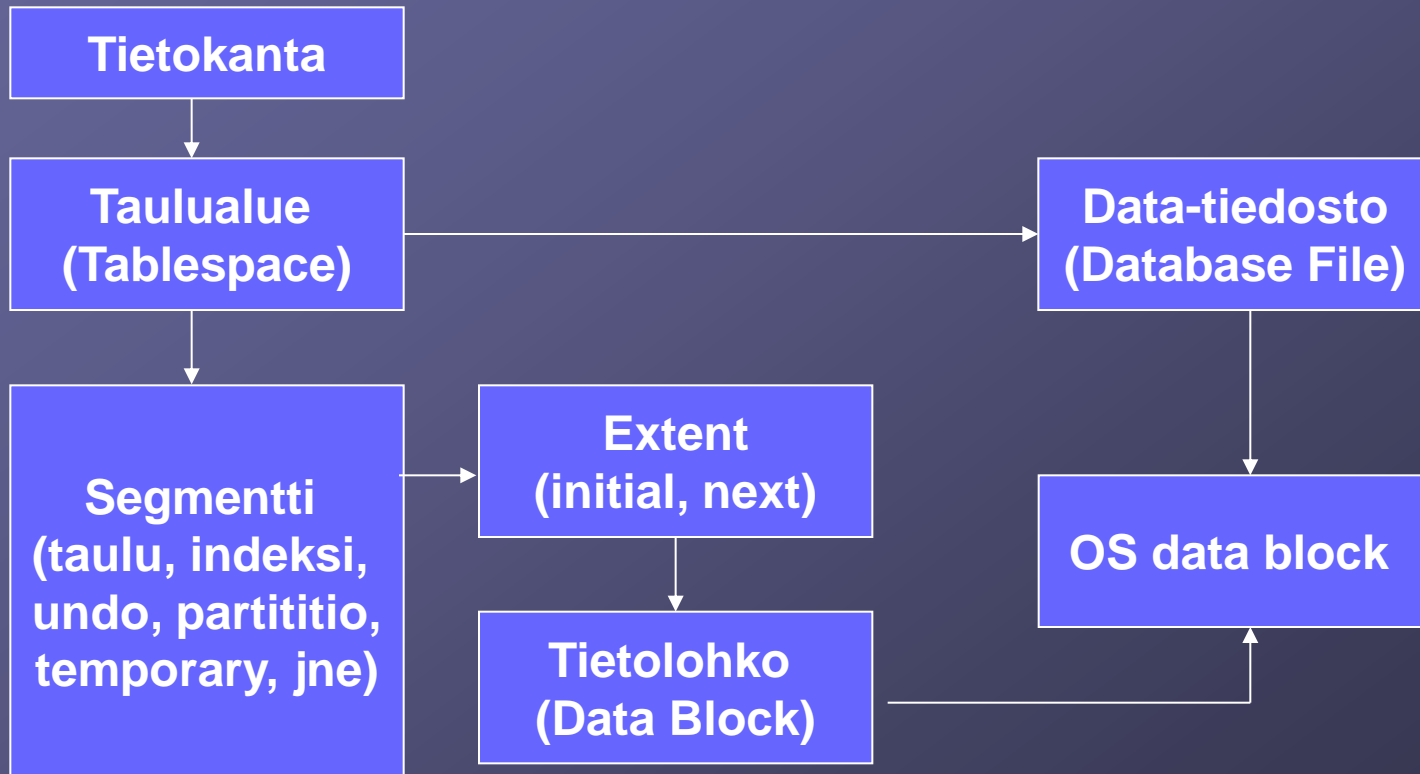 Tietokanta
Taulualue
(Tablespace)
Data-tiedosto
(Database File)
Segmentti
(taulu, indeksi,
undo, partititio,
temporary, jne)
Extent
(initial, next)
Tietolohko
(Data Block)
OS data block